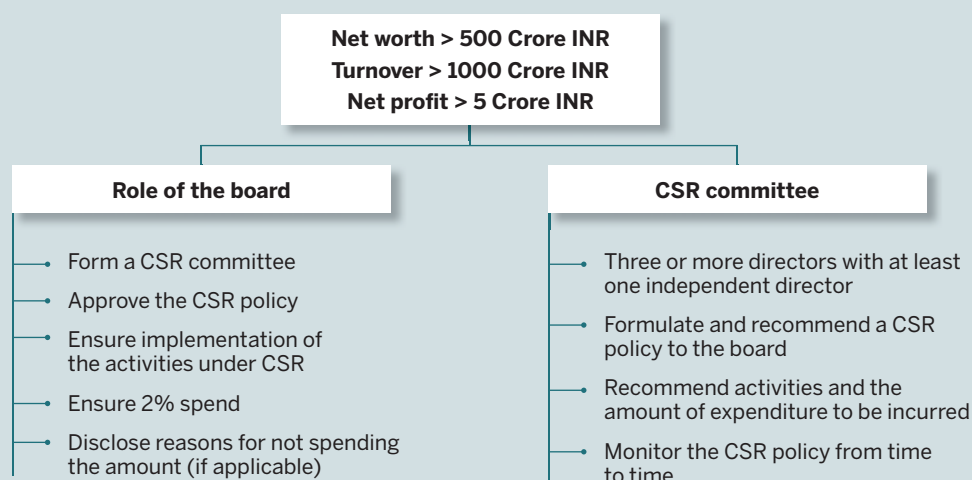 Net worth > 500 Crore INR
Turnover > 1000 Crore INR
Net profit > 5 Crore INR
Role of the board
Form a CSR committee
Approve the CSR policy
Ensure implementation of
the activities under CSR
Ensure 2% spend
Disclose reasons for not spending
the amount (if applicable)
CSR committee
Three or more directors with at least
one independent director
Formulate and recommend a CSR
policy to the board
Recommend activities and the
amount of expenditure to be incurred
Monitor the CSR policy from time
to time